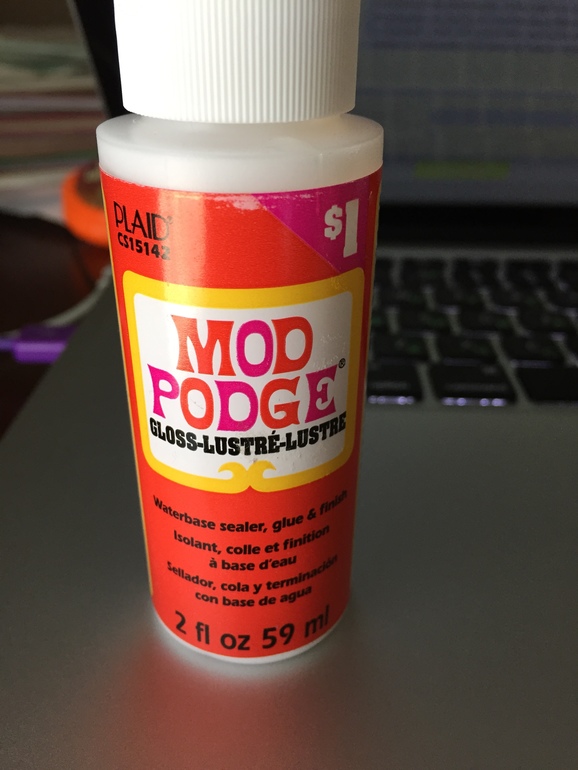 PLAID®
CS15142
$1
MOD
PODGE®
GLOSS-LUSTRÉ-LUSTRE
Waterbase sealer, glue & finish
Isolant, colle et finition
à base d'eau
Sellador, cola y terminación
con base de agua
2 fl oz 59 ml